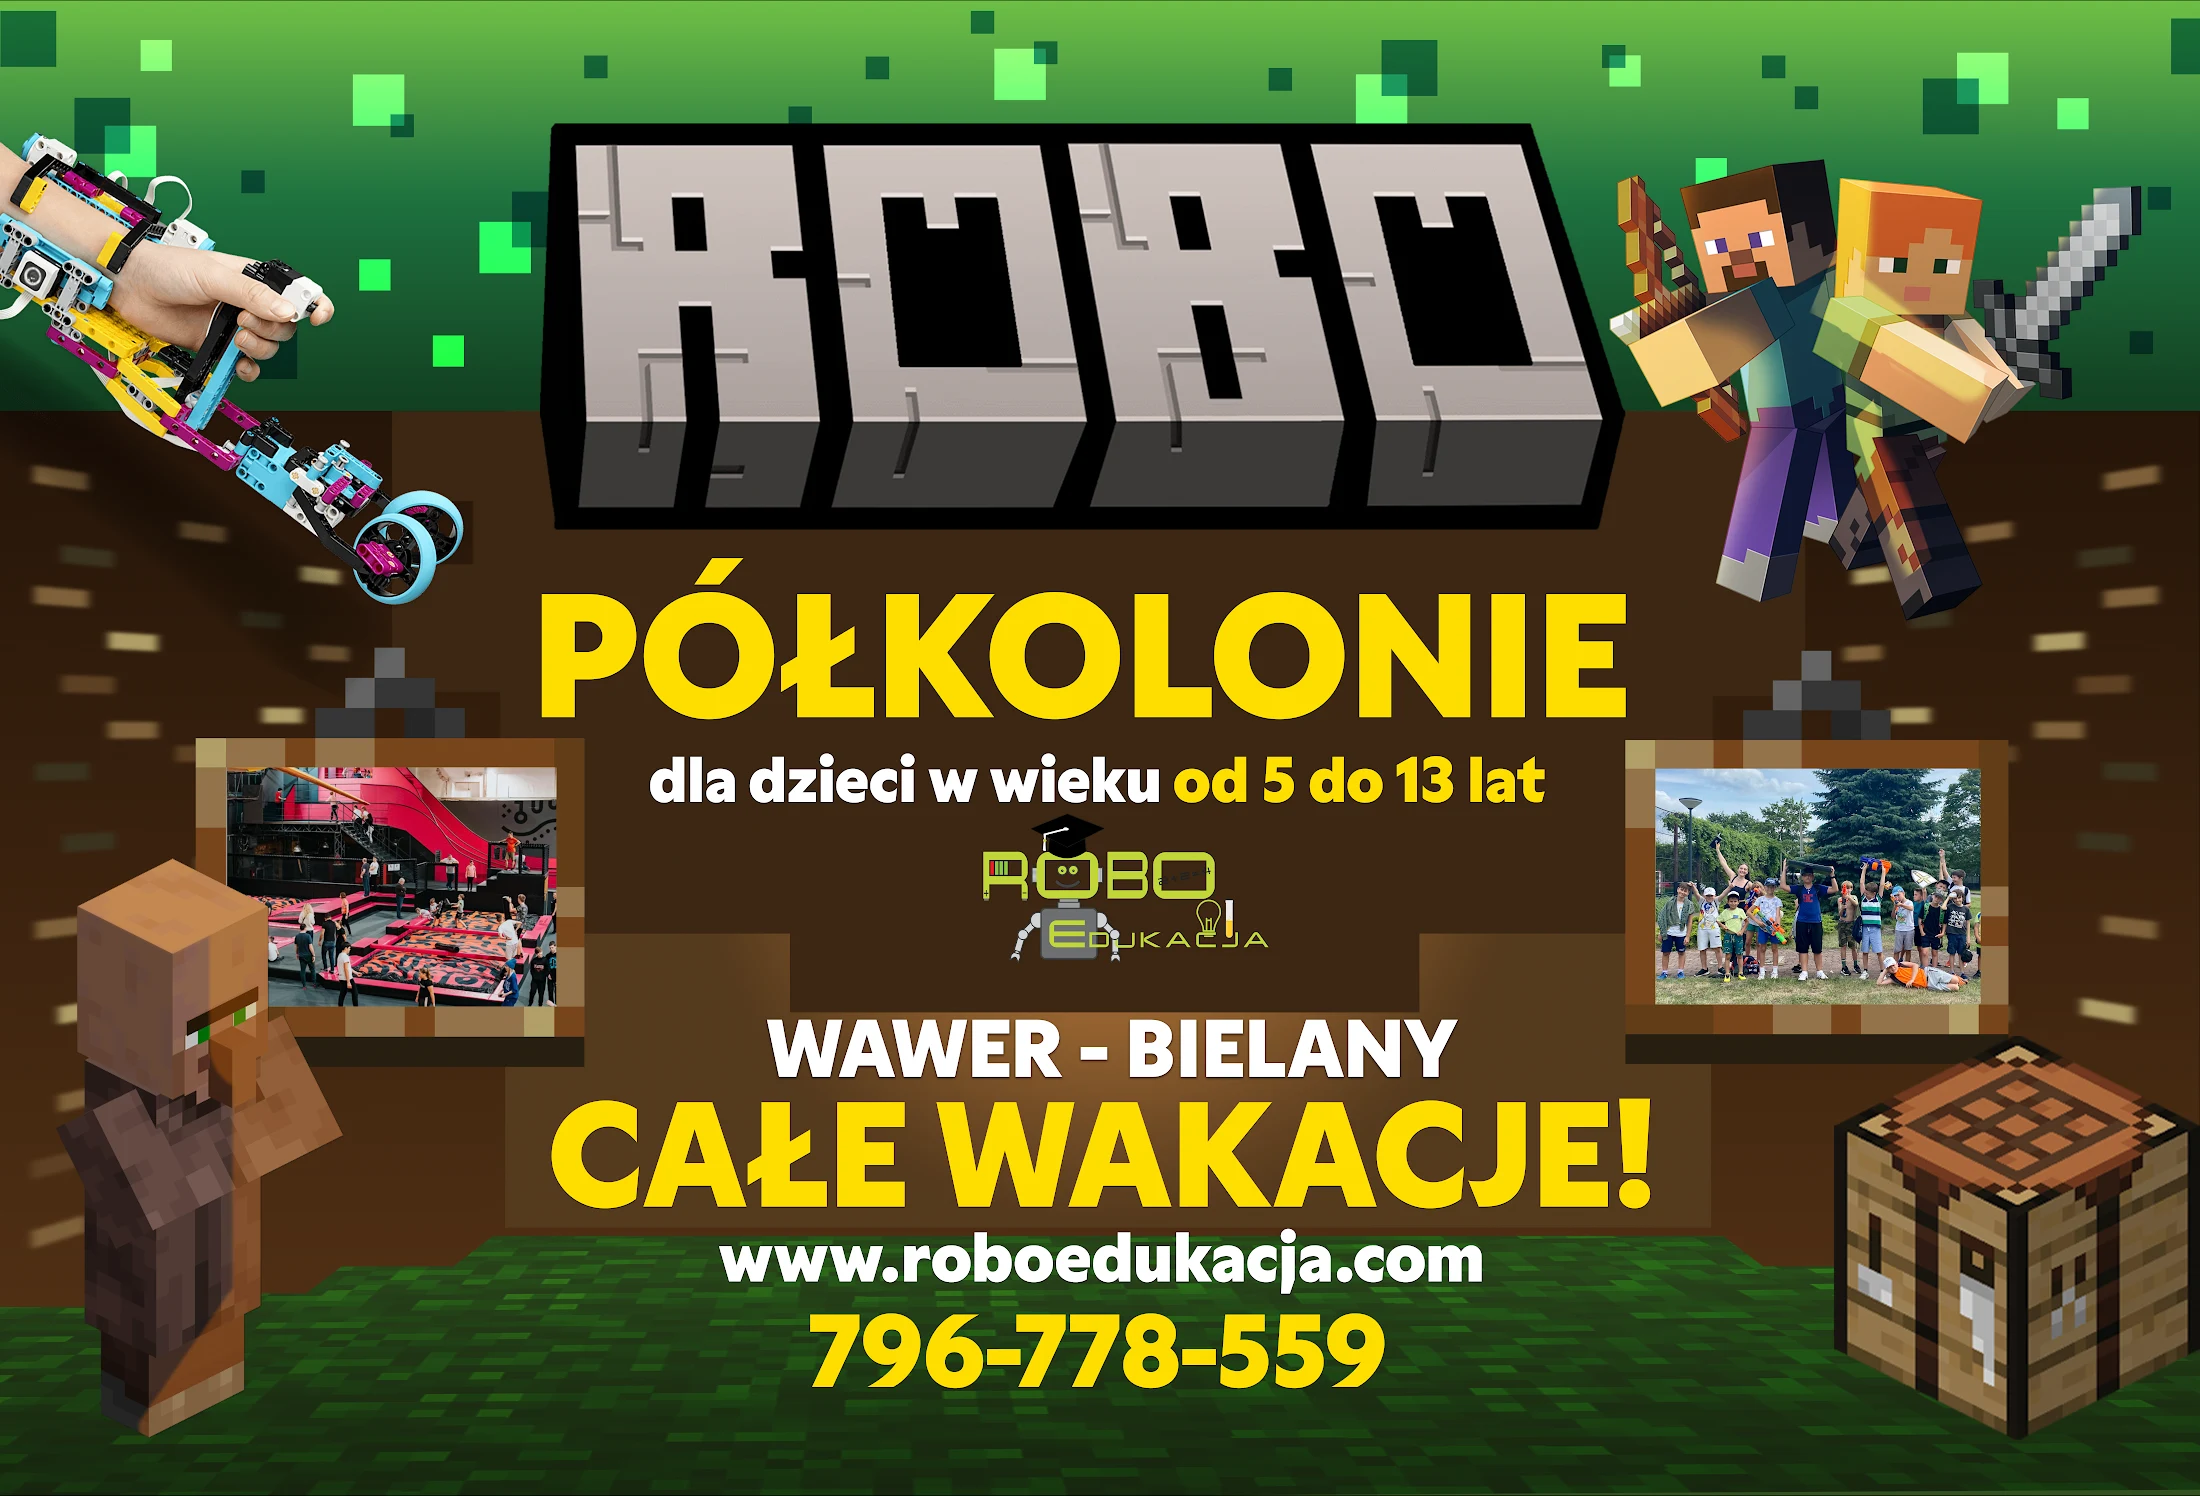 ROBO
PÓŁKOLONIE
dla dzieci w wieku od 5 do 13 lat
ROBO
EDUKACJA
WAWER - BIELANY
CAŁE WAKACJE!
www.roboedukacja.com
796-778-559